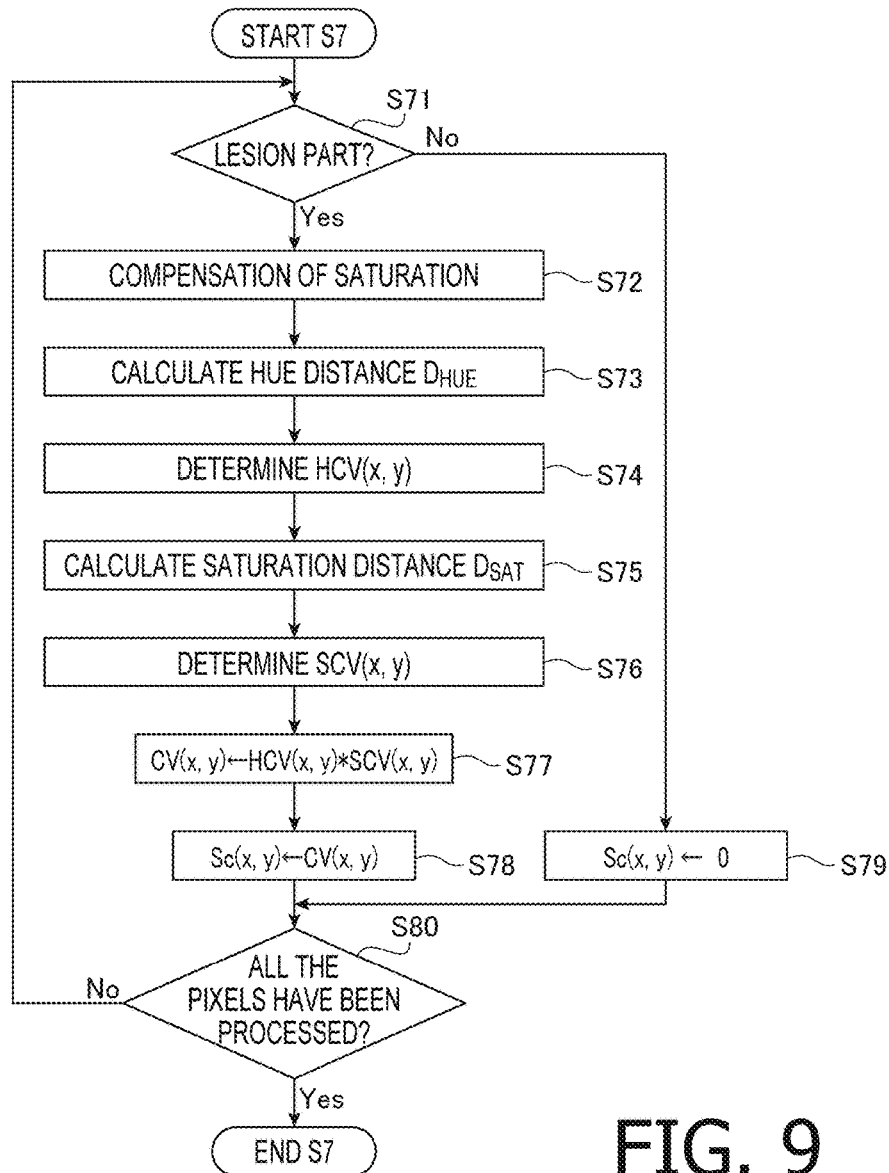 START S7
S71
LESION PART?
No
Yes
COMPENSATION OF SATURATION
S72
CALCULATE HUE DISTANCE DHUE
S73
DETERMINE HCV(x, y)
S74
CALCULATE SATURATION DISTANCE DSAT
S75
DETERMINE SCV(x, y)
S76
CV(x, y)←HCV(x, y)*SCV(x, y)
S77
Sc(x, y)←CV(x, y)
S78
Sc(x, y) ← 0
S79
S80
ALL THE
PIXELS HAVE BEEN
PROCESSED?
No
Yes
END S7
FIG. 9